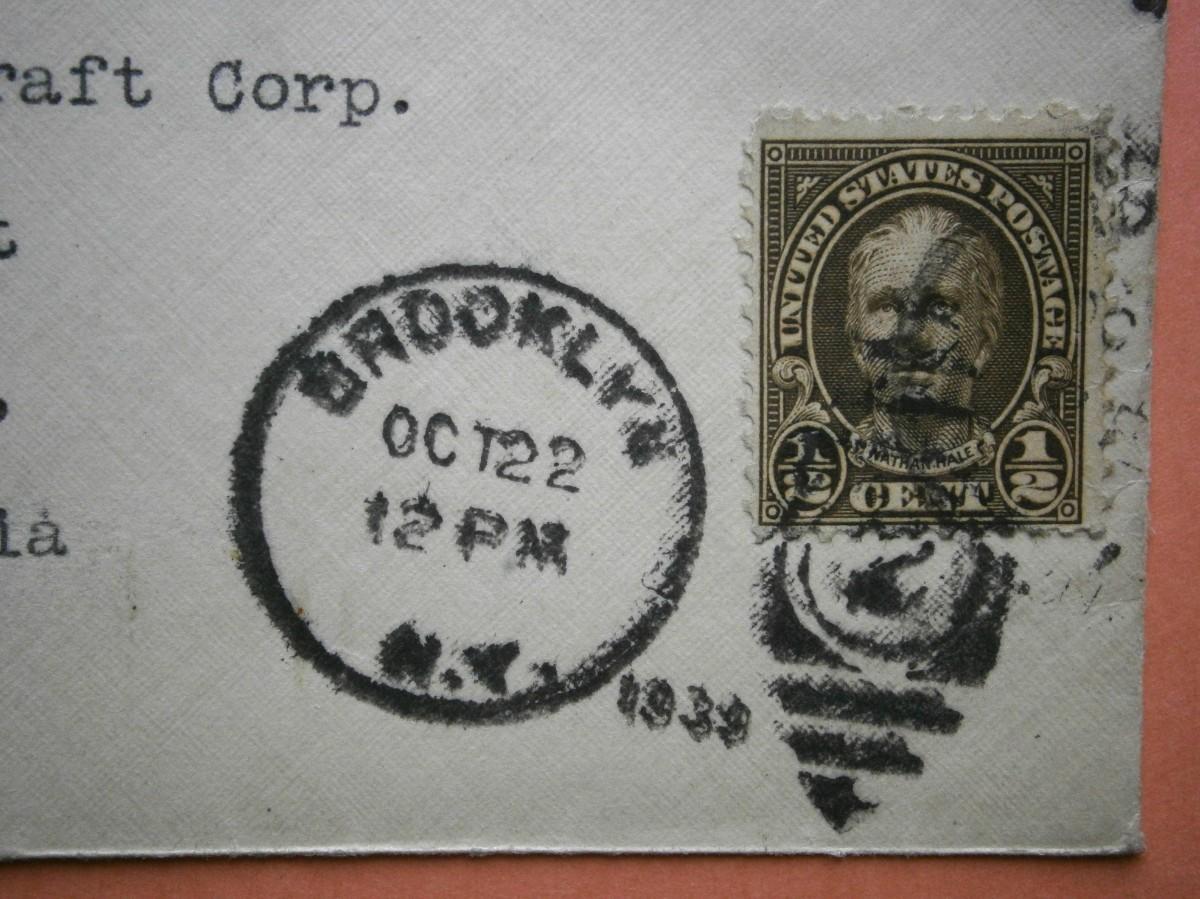 raft Corp.
t
ia
UNITED STATES POSTAGE
NATHAN HALE
1/2 1/2
CENT
BROOKLYN
OCT 22
12 PM
N.Y.
1939